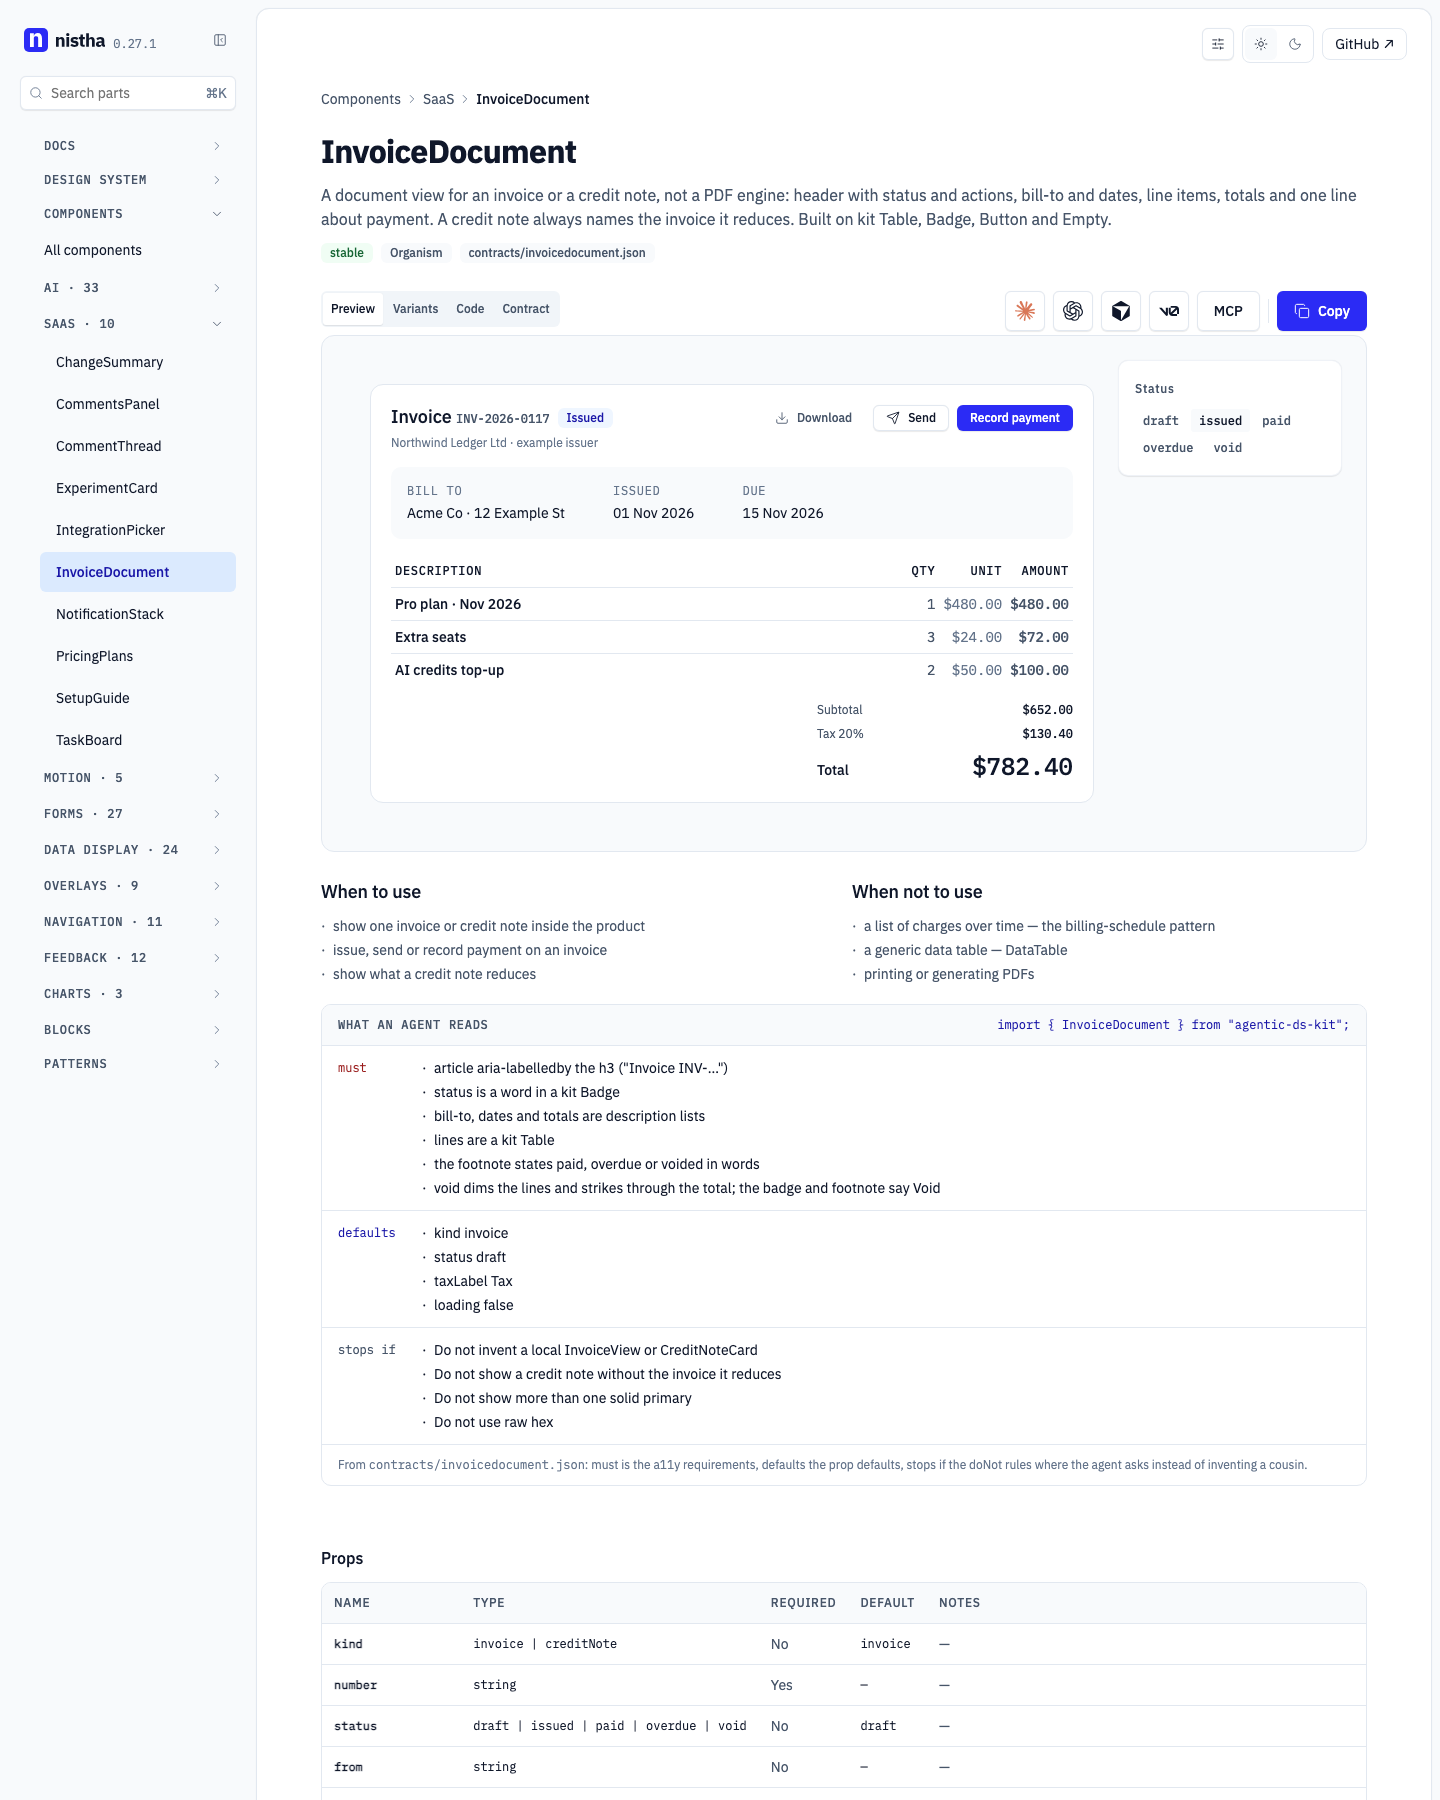 n nistha 0.27.1
Search parts ⌘K
DOCS
DESIGN SYSTEM
COMPONENTS
All components
AI · 33
SAAS · 10
ChangeSummary
CommentsPanel
CommentThread
ExperimentCard
IntegrationPicker
InvoiceDocument
NotificationStack
PricingPlans
SetupGuide
TaskBoard
MOTION · 5
FORMS · 27
DATA DISPLAY · 24
OVERLAYS · 9
NAVIGATION · 11
FEEDBACK · 12
CHARTS · 3
BLOCKS
PATTERNS
GitHub ↗
Components > SaaS > InvoiceDocument
InvoiceDocument
A document view for an invoice or a credit note, not a PDF engine: header with status and actions, bill-to and dates, line items, totals and one line
about payment. A credit note always names the invoice it reduces. Built on kit Table, Badge, Button and Empty.
stable Organism contracts/invoicedocument.json
Preview Variants Code Contract
v0 MCP Copy
Invoice INV-2026-0117 Issued Download Send Record payment
Northwind Ledger Ltd · example issuer
BILL TO ISSUED DUE
Acme Co · 12 Example St 01 Nov 2026 15 Nov 2026
DESCRIPTION QTY UNIT AMOUNT
Pro plan · Nov 2026 1 $480.00 $480.00
Extra seats 3 $24.00 $72.00
AI credits top-up 2 $50.00 $100.00
Subtotal $652.00
Tax 20% $130.40
Total $782.40
Status
draft issued paid
overdue void
When to use
· show one invoice or credit note inside the product
· issue, send or record payment on an invoice
· show what a credit note reduces
When not to use
· a list of charges over time — the billing-schedule pattern
· a generic data table — DataTable
· printing or generating PDFs
WHAT AN AGENT READS import { InvoiceDocument } from "agentic-ds-kit";
must · article aria-labelledby the h3 ("Invoice INV-…")
· status is a word in a kit Badge
· bill-to, dates and totals are description lists
· lines are a kit Table
· the footnote states paid, overdue or voided in words
· void dims the lines and strikes through the total; the badge and footnote say Void
defaults · kind invoice
· status draft
· taxLabel Tax
· loading false
stops if · Do not invent a local InvoiceView or CreditNoteCard
· Do not show a credit note without the invoice it reduces
· Do not show more than one solid primary
· Do not use raw hex
From contracts/invoicedocument.json: must is the a11y requirements, defaults the prop defaults, stops if the doNot rules where the agent asks instead of inventing a cousin.
Props
NAME TYPE REQUIRED DEFAULT NOTES
kind invoice | creditNote No invoice —
number string Yes – —
status draft | issued | paid | overdue | void No draft —
from string No – —